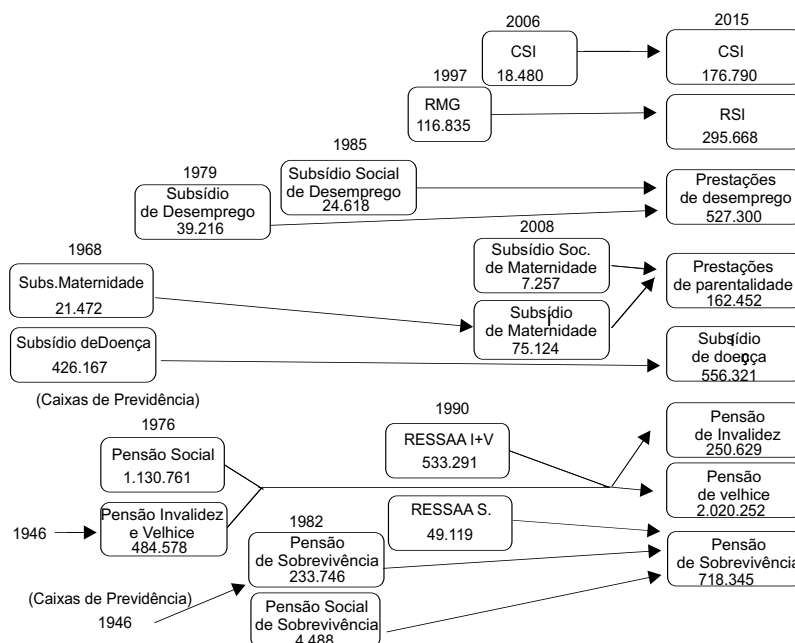 2006
CSI
18.480
2015
CSI
176.790
1997
RMG
116.835
RSI
295.668
1985
Subsídio Social
de Desemprego
24.618
1979
Subsídio
de Desemprego
39.216
Prestações
de desemprego
527.300
2008
Subsídio Soc.
de Maternidade
7.257
1968
Subs.Maternidade
21.472
Subsídio
de Maternidade
75.124
Prestações
de parentalidade
162.452
Subsídio deDoença
426.167
Subsídio
de doença
556.321
(Caixas de Previdência)
1976
Pensão Social
1.130.761
1990
RESSAA I+V
533.291
Pensão
de Invalidez
250.629
1946
Pensão Invalidez
e Velhice
484.578
Pensão
de velhice
2.020.252
RESSAA S.
49.119
1982
Pensão
de Sobrevivência
233.746
Pensão
de Sobrevivência
718.345
(Caixas de Previdência)
1946
Pensão Social
de Sobrevivência
4.488